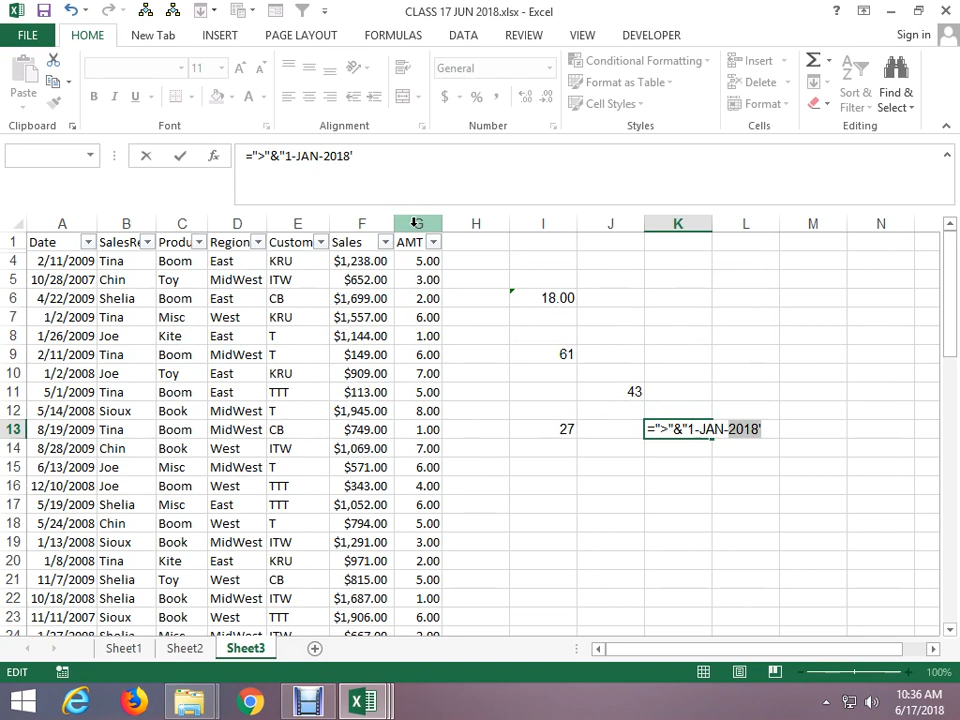 CLASS 17 JUN 2018.xlsx - Excel
Sign in
FILE HOME New Tab INSERT PAGE LAYOUT FORMULAS DATA REVIEW VIEW DEVELOPER
Paste
11
B I U A
General
$ % ,
Conditional Formatting
Format as Table
Cell Styles
Insert
Delete
Format
Sort & Filter
Find & Select
Clipboard Font Alignment Number Styles Cells Editing
=">"&"1-JAN-2018'
A B C D E F G H I J K L M N
1 Date SalesRe Produ Region Custom Sales AMT
4 2/11/2009 Tina Boom East KRU $1,238.00 5.00
5 10/28/2007 Chin Toy MidWest ITW $652.00 3.00
6 4/22/2009 Shelia Boom East CB $1,699.00 2.00 18.00
7 1/2/2009 Tina Misc West KRU $1,557.00 6.00
8 1/26/2009 Joe Kite East T $1,144.00 1.00
9 2/11/2009 Tina Boom MidWest T $149.00 6.00 61
10 1/2/2008 Joe Toy East KRU $909.00 7.00
11 5/1/2009 Tina Boom East TTT $113.00 5.00 43
12 5/14/2008 Sioux Book MidWest T $1,945.00 8.00
13 8/19/2009 Tina Boom MidWest CB $749.00 1.00 27 =">"&"1-JAN-2018'
14 8/28/2009 Chin Book West ITW $1,069.00 7.00
15 6/13/2009 Joe Misc MidWest T $571.00 6.00
16 12/10/2008 Joe Boom West TTT $343.00 4.00
17 5/19/2009 Shelia Misc West TTT $1,052.00 6.00
18 5/24/2008 Chin Boom West T $794.00 5.00
19 1/13/2008 Sioux Book MidWest ITW $1,291.00 3.00
20 1/8/2008 Tina Kite East KRU $971.00 2.00
21 11/7/2009 Shelia Toy West CB $815.00 5.00
22 10/18/2008 Shelia Book MidWest ITW $1,687.00 1.00
23 11/11/2007 Sioux Book West TTT $1,906.00 6.00
24 1/27/2008 Shelia Misc MidWest ITW $667.00 2.00
Sheet1 Sheet2 Sheet3
EDIT
100%
10:36 AM
6/17/2018